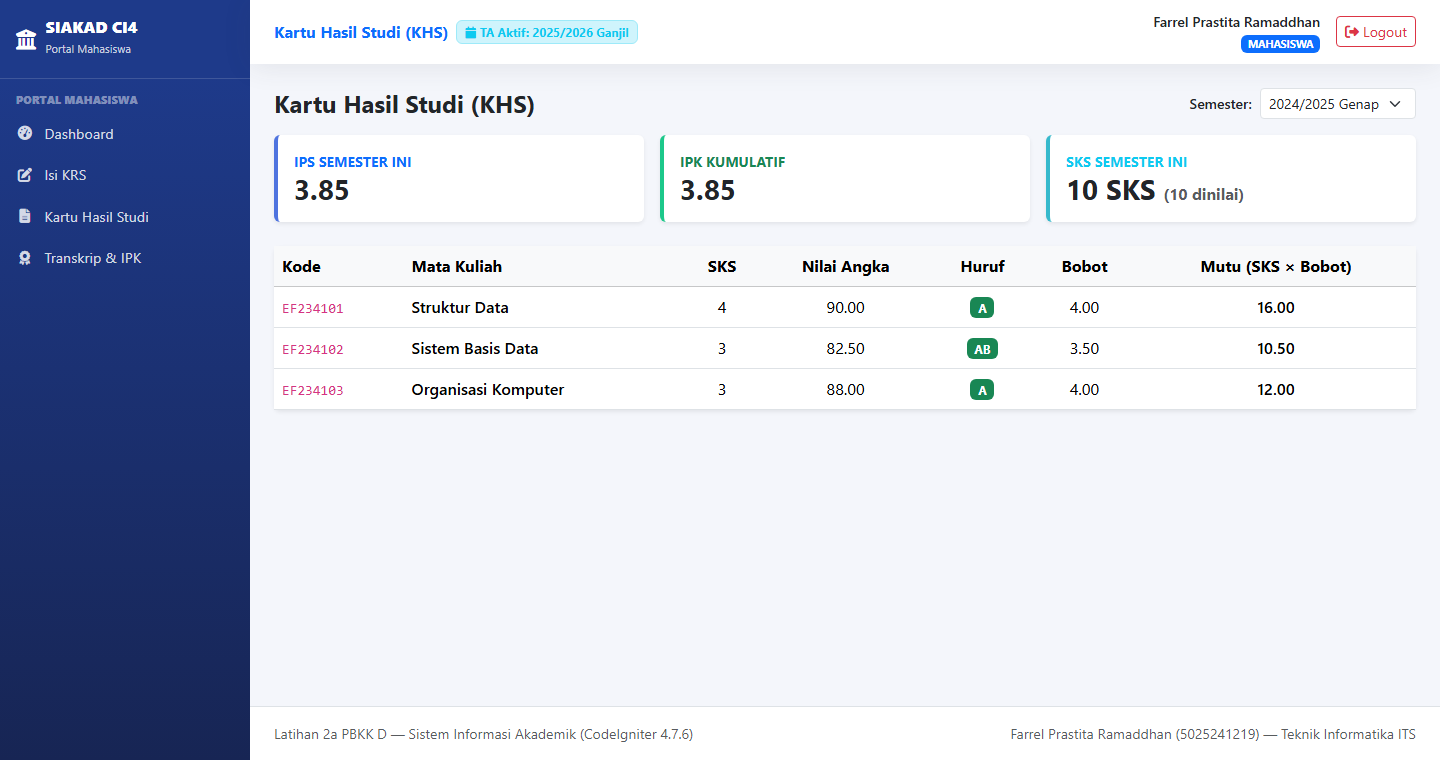 SIAKAD CI4
Portal Mahasiswa
PORTAL MAHASISWA
Dashboard
Isi KRS
Kartu Hasil Studi
Transkrip & IPK
Kartu Hasil Studi (KHS)
TA Aktif: 2025/2026 Ganjil
Farrel Prastita Ramaddhan
MAHASISWA
Logout
Kartu Hasil Studi (KHS)
Semester: 2024/2025 Genap
IPS SEMESTER INI
3.85
IPK KUMULATIF
3.85
SKS SEMESTER INI
10 SKS (10 dinilai)
Kode Mata Kuliah SKS Nilai Angka Huruf Bobot Mutu (SKS × Bobot)
EF234101 Struktur Data 4 90.00 A 4.00 16.00
EF234102 Sistem Basis Data 3 82.50 AB 3.50 10.50
EF234103 Organisasi Komputer 3 88.00 A 4.00 12.00
Latihan 2a PBKK D — Sistem Informasi Akademik (CodeIgniter 4.7.6)
Farrel Prastita Ramaddhan (5025241219) — Teknik Informatika ITS